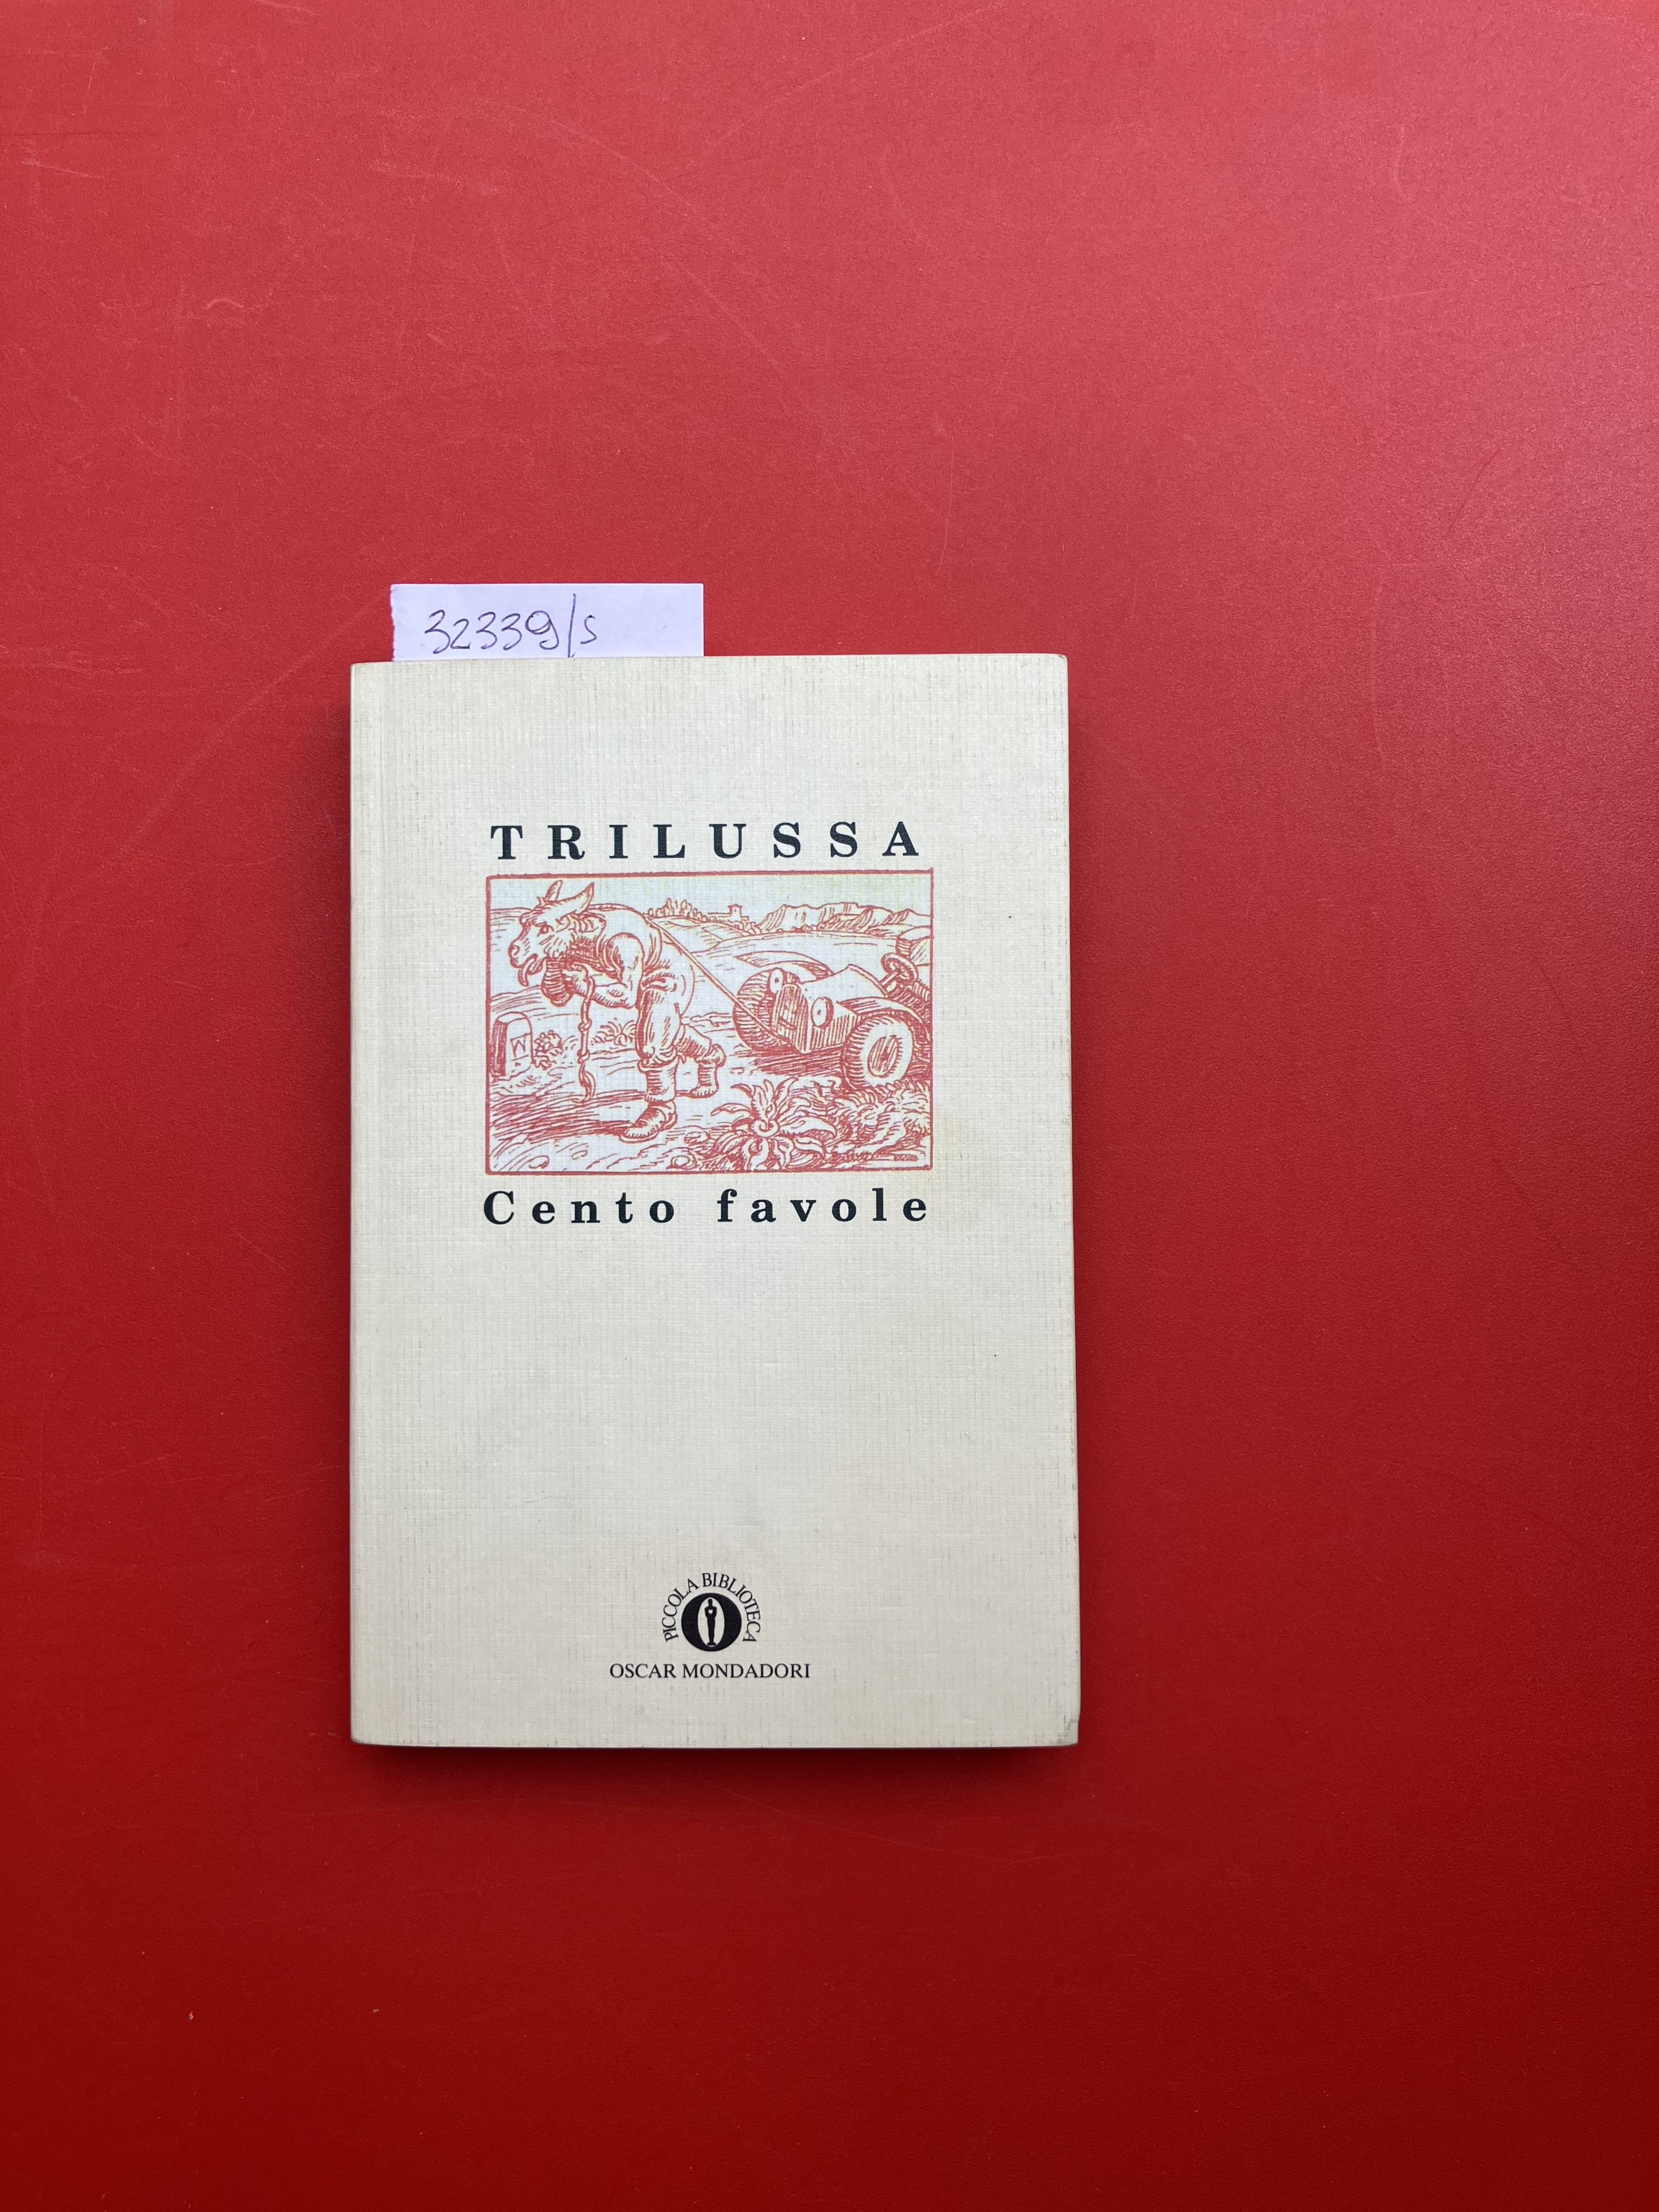 32339/s
TRILUSSA
Cento favole
PICCOLA BIBLIOTECA
OSCAR MONDADORI